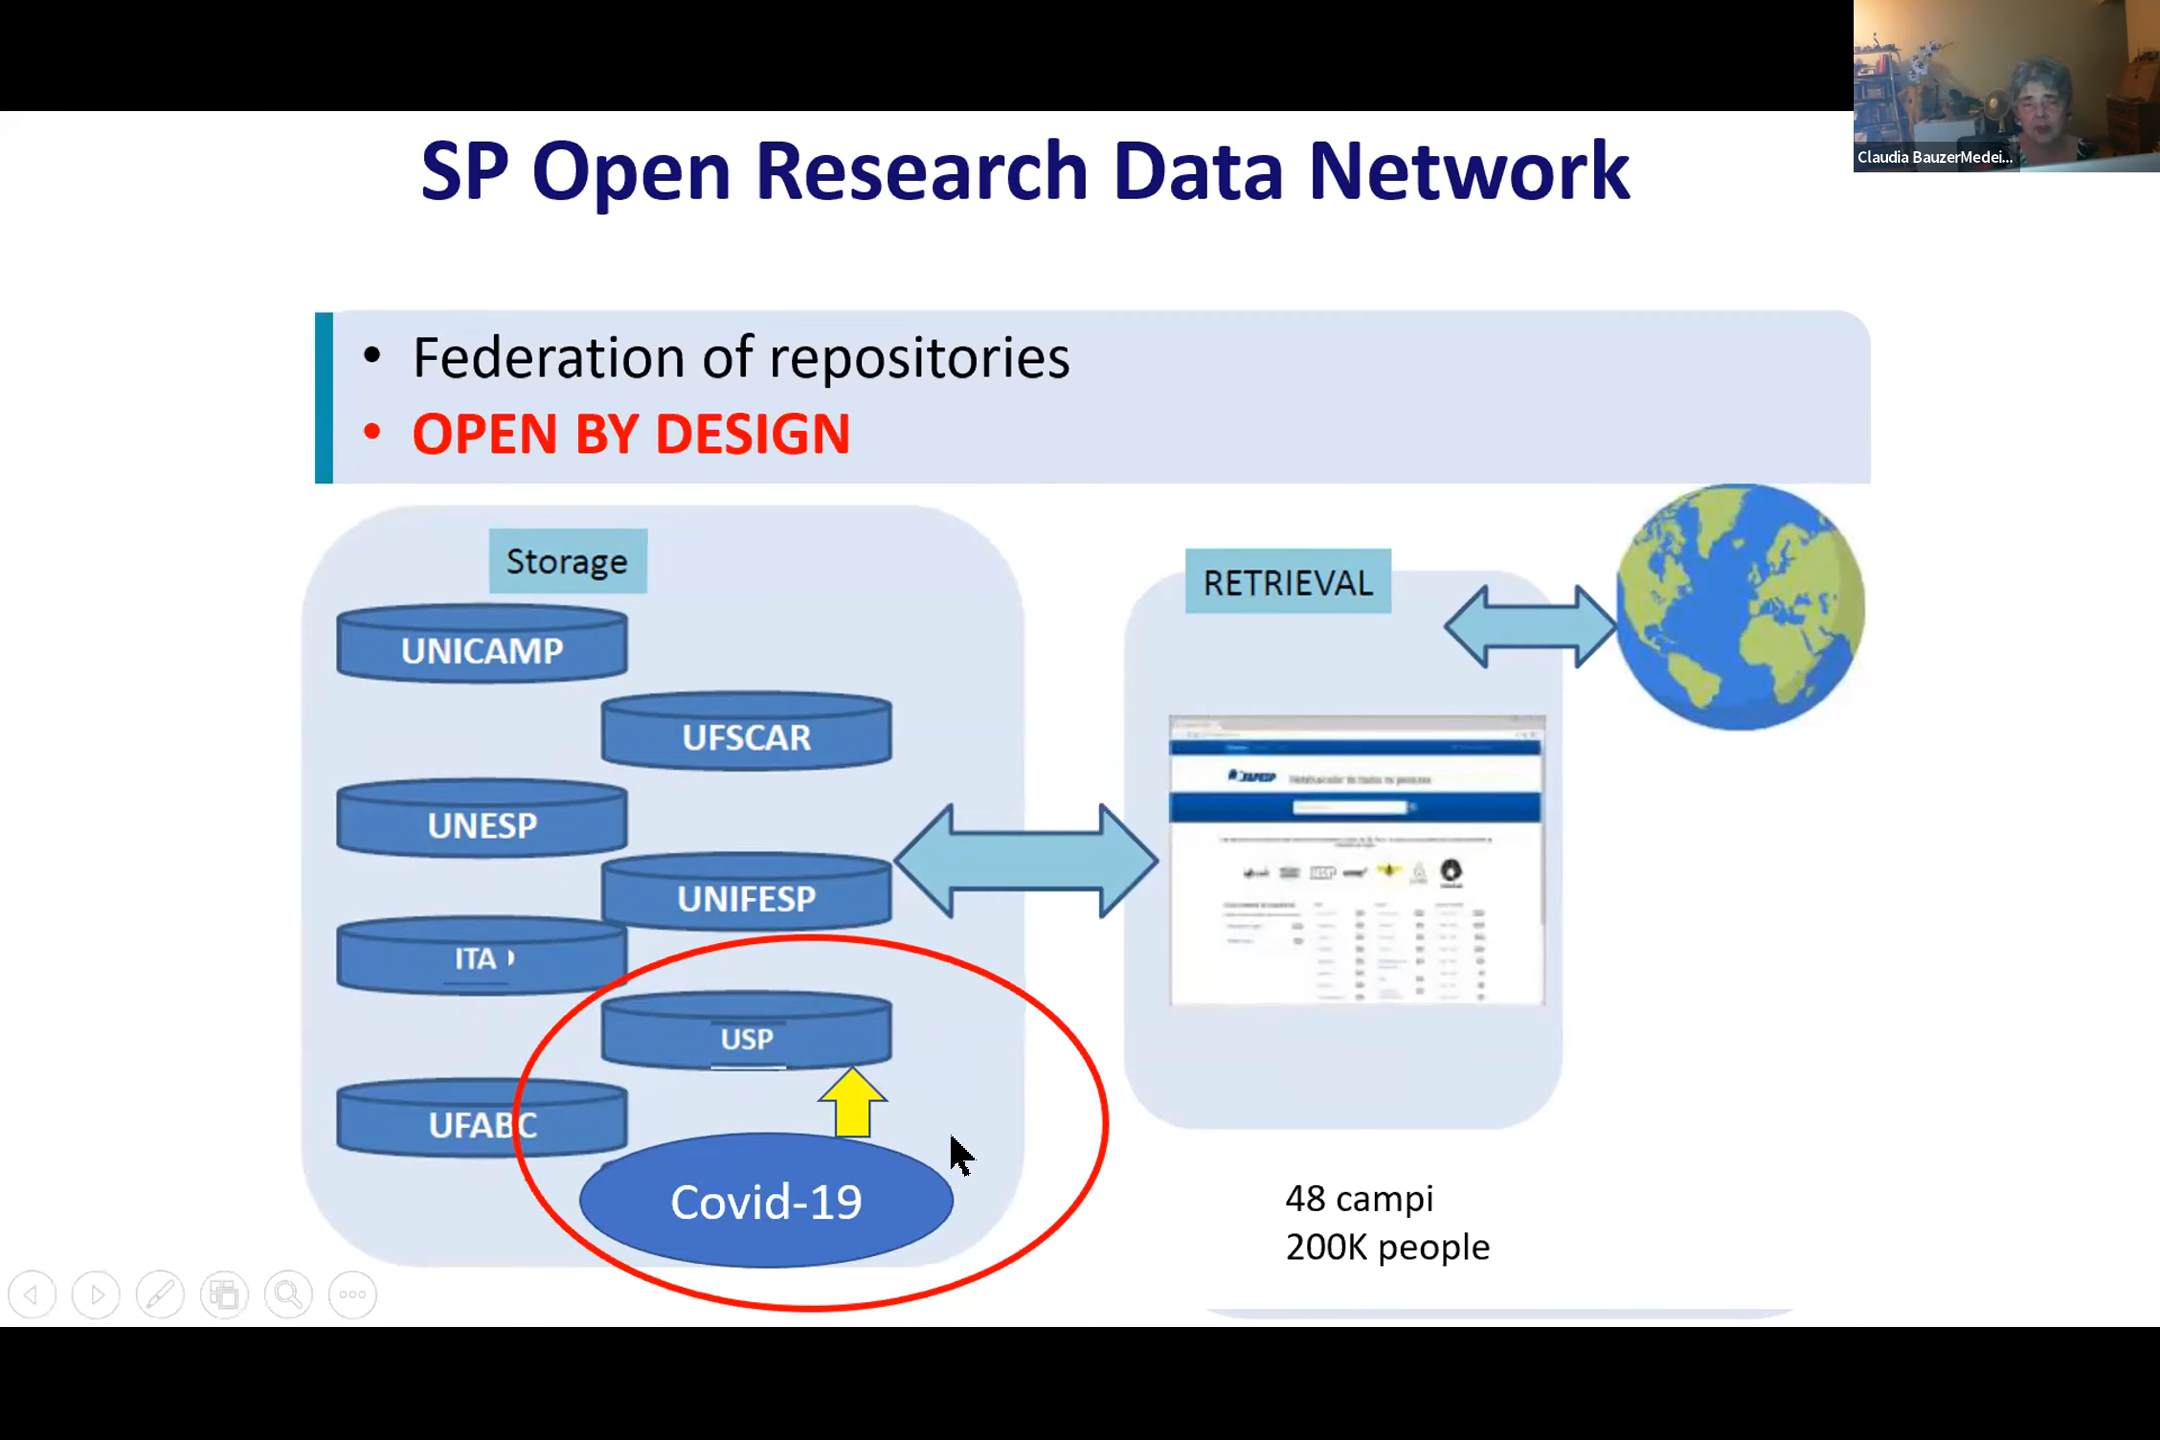 Claudia BauzerMedei...
SP Open Research Data Network
• Federation of repositories
• OPEN BY DESIGN
Storage
UNICAMP
UFSCAR
UNESP
UNIFESP
ITA
USP
UFABC
Covid-19
RETRIEVAL
FAPESP
48 campi
200K people